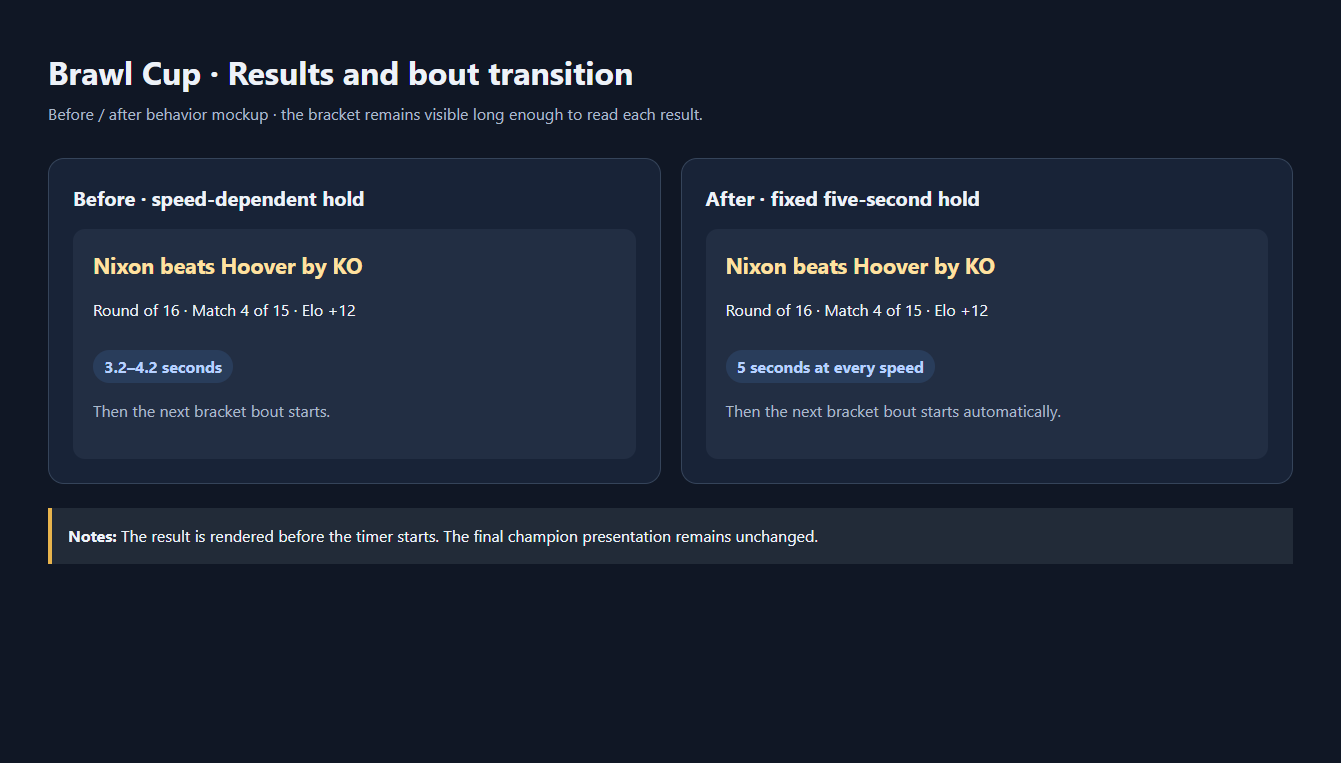 Brawl Cup · Results and bout transition
Before / after behavior mockup · the bracket remains visible long enough to read each result.
Before · speed-dependent hold
Nixon beats Hoover by KO
Round of 16 · Match 4 of 15 · Elo +12
3.2–4.2 seconds
Then the next bracket bout starts.
After · fixed five-second hold
Nixon beats Hoover by KO
Round of 16 · Match 4 of 15 · Elo +12
5 seconds at every speed
Then the next bracket bout starts automatically.
Notes: The result is rendered before the timer starts. The final champion presentation remains unchanged.